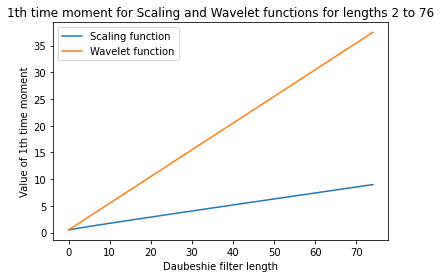 1th time moment for Scaling and Wavelet functions for lengths 2 to 76
Scaling function
Wavelet function
Value of 1th time moment
35
30
25
20
15
10
5
0
0 10 20 30 40 50 60 70
Daubeshie filter length